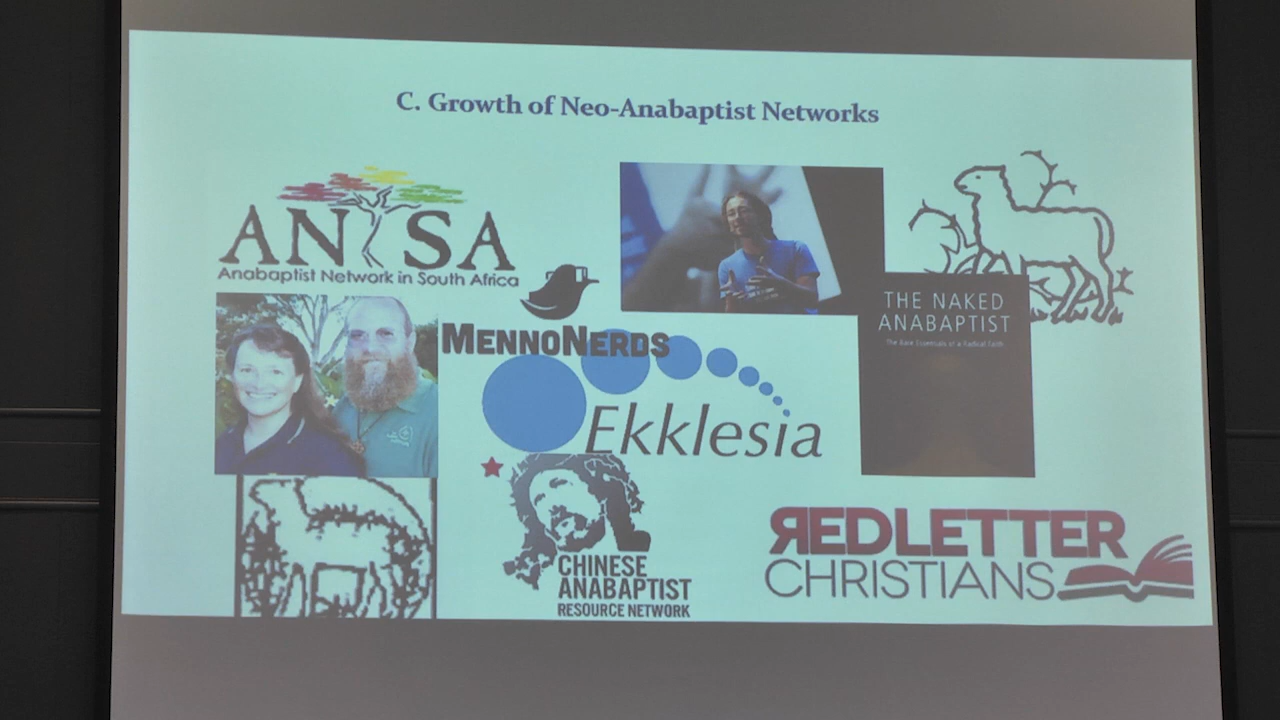 C. Growth of Neo-Anabaptist Networks
ANiSA
Anabaptist Network in South Africa
MENNONERDS
Ekklesia
THE NAKED
ANABAPTIST
The Bare Essentials of a Radical Faith
CHINESE
ANABAPTIST
RESOURCE NETWORK
REDLETTER
CHRISTIANS